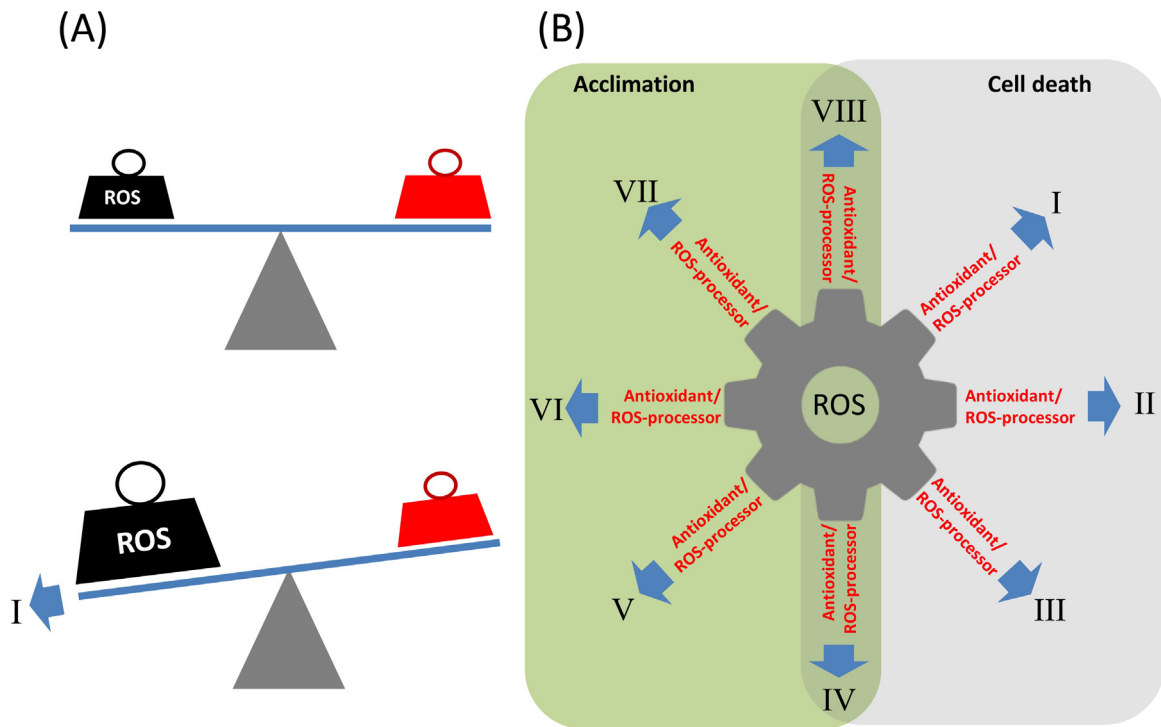 (A)
ROS
ROS
I
(B)
Acclimation
Cell death
VIII
Antioxidant/
ROS-processor
VII
Antioxidant/
ROS-processor
I
Antioxidant/
ROS-processor
VI
Antioxidant/
ROS-processor
ROS
Antioxidant/
ROS-processor
II
V
Antioxidant/
ROS-processor
Antioxidant/
ROS-processor
IV
Antioxidant/
ROS-processor
III